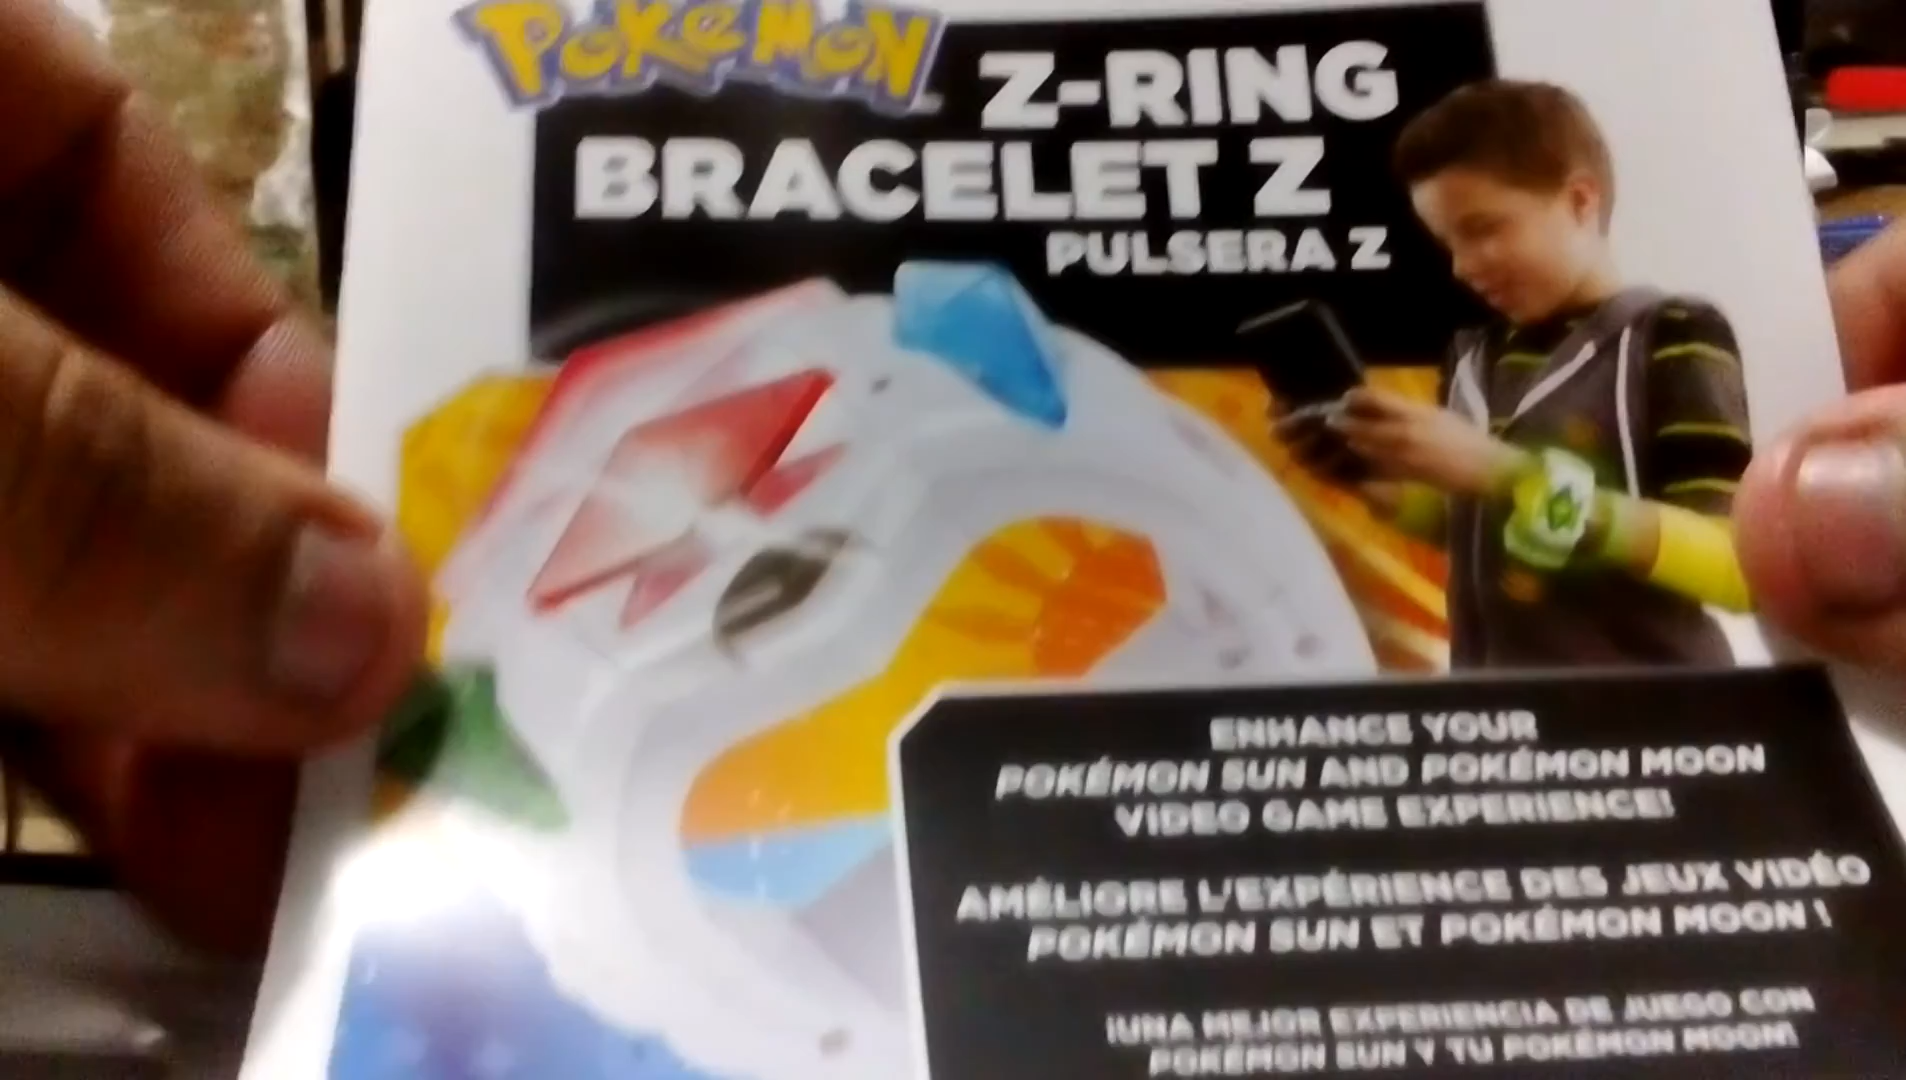 POKéMON
Z-RING
BRACELET Z
PULSERA Z
ENHANCE YOUR
POKÉMON SUN AND POKÉMON MOON
VIDEO GAME EXPERIENCE!
AMÉLIORE L'EXPÉRIENCE DES JEUX VIDÉO
POKÉMON SUN ET POKÉMON MOON !
¡UNA MEJOR EXPERIENCIA DE JUEGO CON
POKÉMON SUN Y TU POKÉMON MOON!